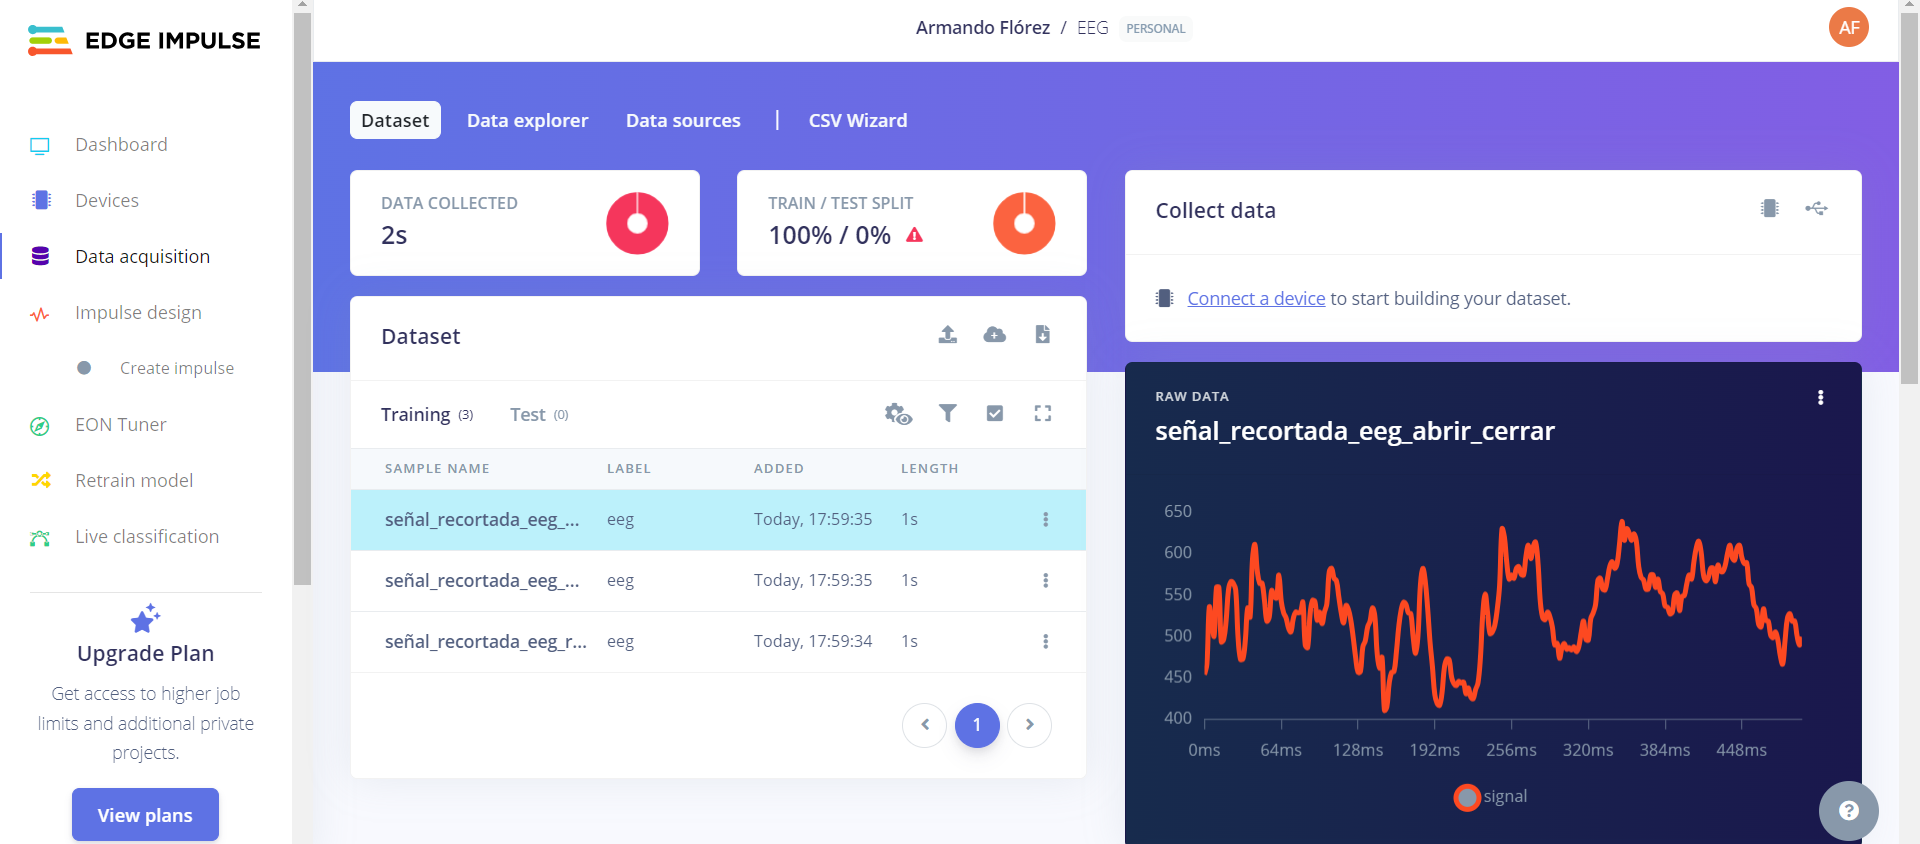 EDGE IMPULSE
Armando Flórez / EEG PERSONAL
AF
Dashboard
Devices
Data acquisition
Impulse design
Create impulse
EON Tuner
Retrain model
Live classification
Upgrade Plan
Get access to higher job
limits and additional private
projects.
View plans
Dataset Data explorer Data sources | CSV Wizard
DATA COLLECTED
2s
TRAIN / TEST SPLIT
100% / 0%
Collect data
Connect a device to start building your dataset.
Dataset
Training (3) Test (0)
SAMPLE NAME LABEL ADDED LENGTH
señal_recortada_eeg_... eeg Today, 17:59:35 1s
señal_recortada_eeg_... eeg Today, 17:59:35 1s
señal_recortada_eeg_r... eeg Today, 17:59:34 1s
1
RAW DATA
señal_recortada_eeg_abrir_cerrar
650
600
550
500
450
400
0ms 64ms 128ms 192ms 256ms 320ms 384ms 448ms
signal
?